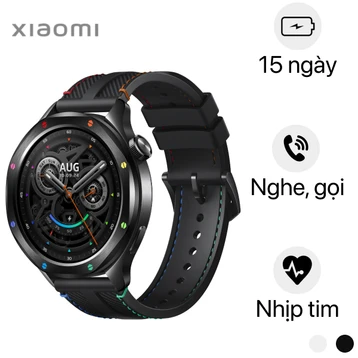 xiaomi
15 ngày
Nghe, gọi
Nhịp tim
AUG